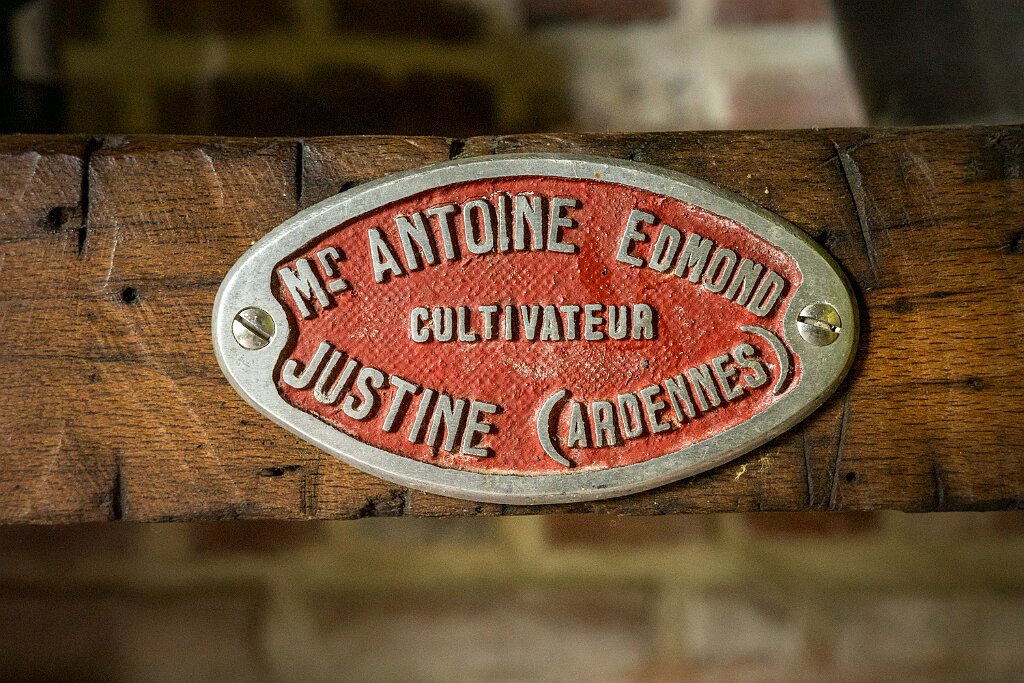 Mr ANTOINE EDMOND
CULTIVATEUR
JUSTINE (ARDENNES)